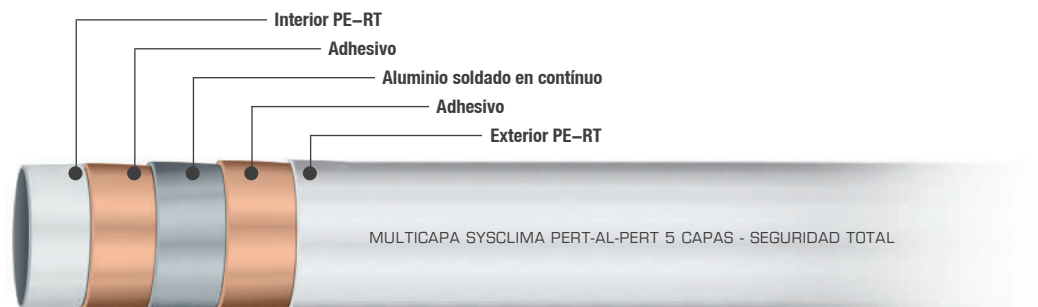 Interior PE–RT
Adhesivo
Aluminio soldado en contínuo
Adhesivo
Exterior PE–RT
MULTICAPA SYSCLIMA PERT-AL-PERT 5 CAPAS - SEGURIDAD TOTAL